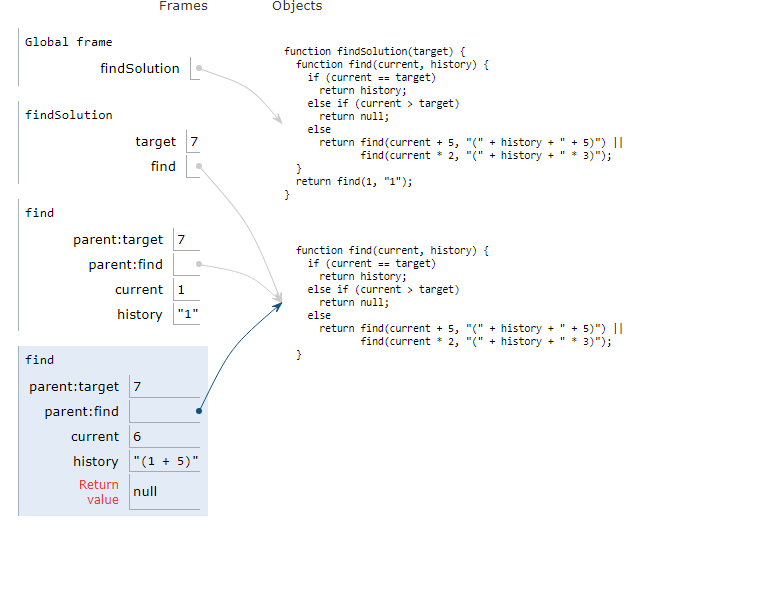 Frames Objects
Global frame
findSolution
findSolution
target 7
find
find
parent:target 7
parent:find
current 1
history "1"
find
parent:target 7
parent:find
current 6
history "(1 + 5)"
Return
value null
function findSolution(target) {
  function find(current, history) {
    if (current == target)
      return history;
    else if (current > target)
      return null;
    else
      return find(current + 5, "(" + history + " + 5)") ||
             find(current * 2, "(" + history + " * 3)");
  }
  return find(1, "1");
}
function find(current, history) {
    if (current == target)
      return history;
    else if (current > target)
      return null;
    else
      return find(current + 5, "(" + history + " + 5)") ||
             find(current * 2, "(" + history + " * 3)");
  }